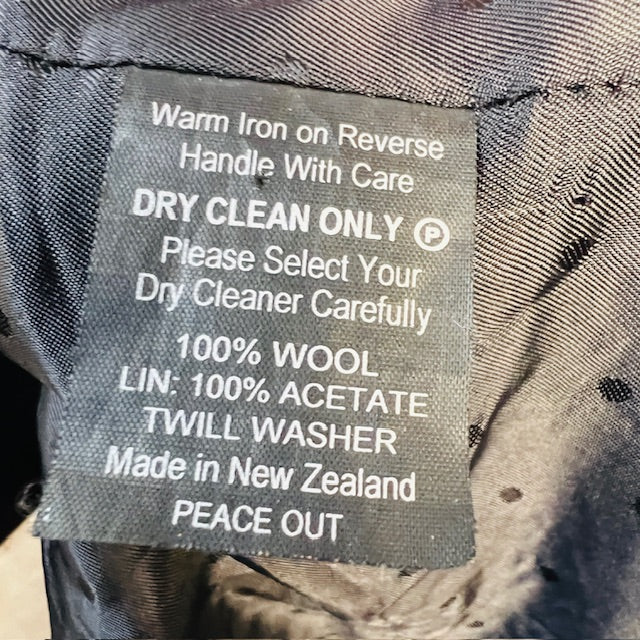 Warm Iron on Reverse
Handle With Care
DRY CLEAN ONLY Ⓟ
Please Select Your
Dry Cleaner Carefully
100% WOOL
LIN: 100% ACETATE
TWILL WASHER
Made in New Zealand
PEACE OUT